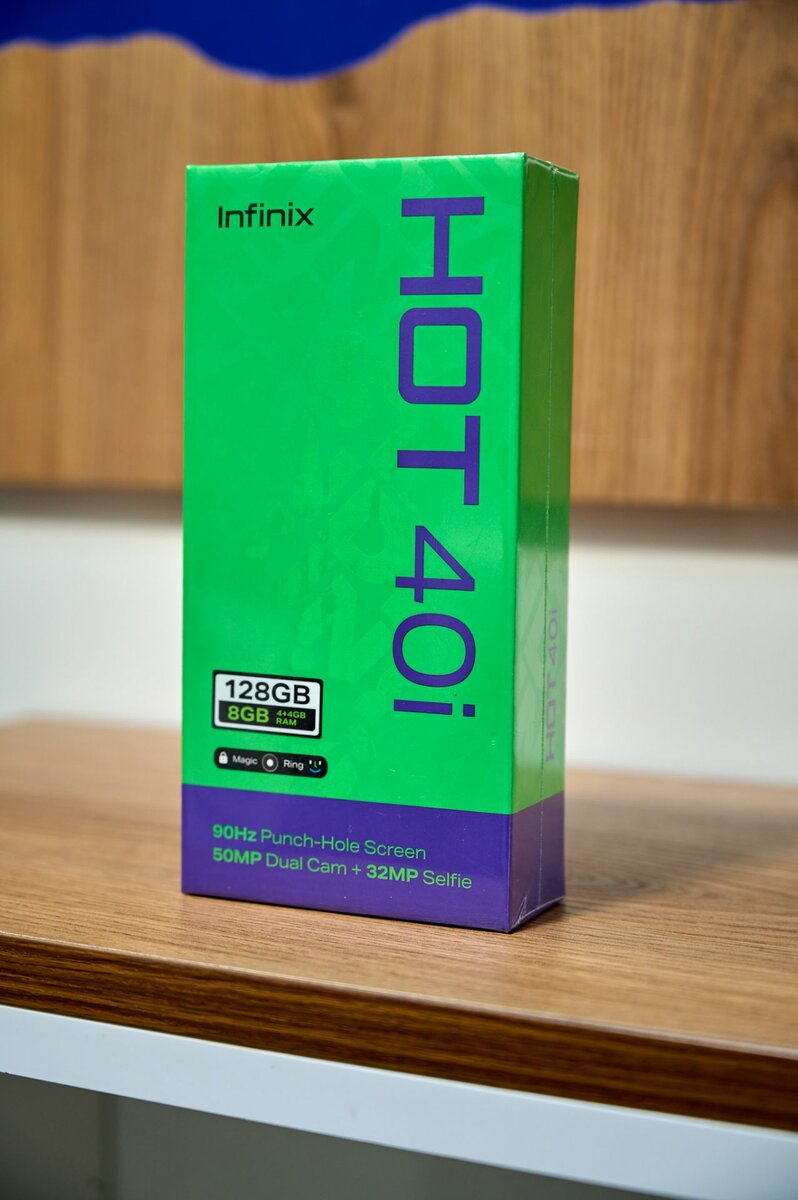 Infinix
HOT 40i
128GB
8GB 4+4GB RAM
Magic Ring
90Hz Punch-Hole Screen
50MP Dual Cam + 32MP Selfie
HOT 40i